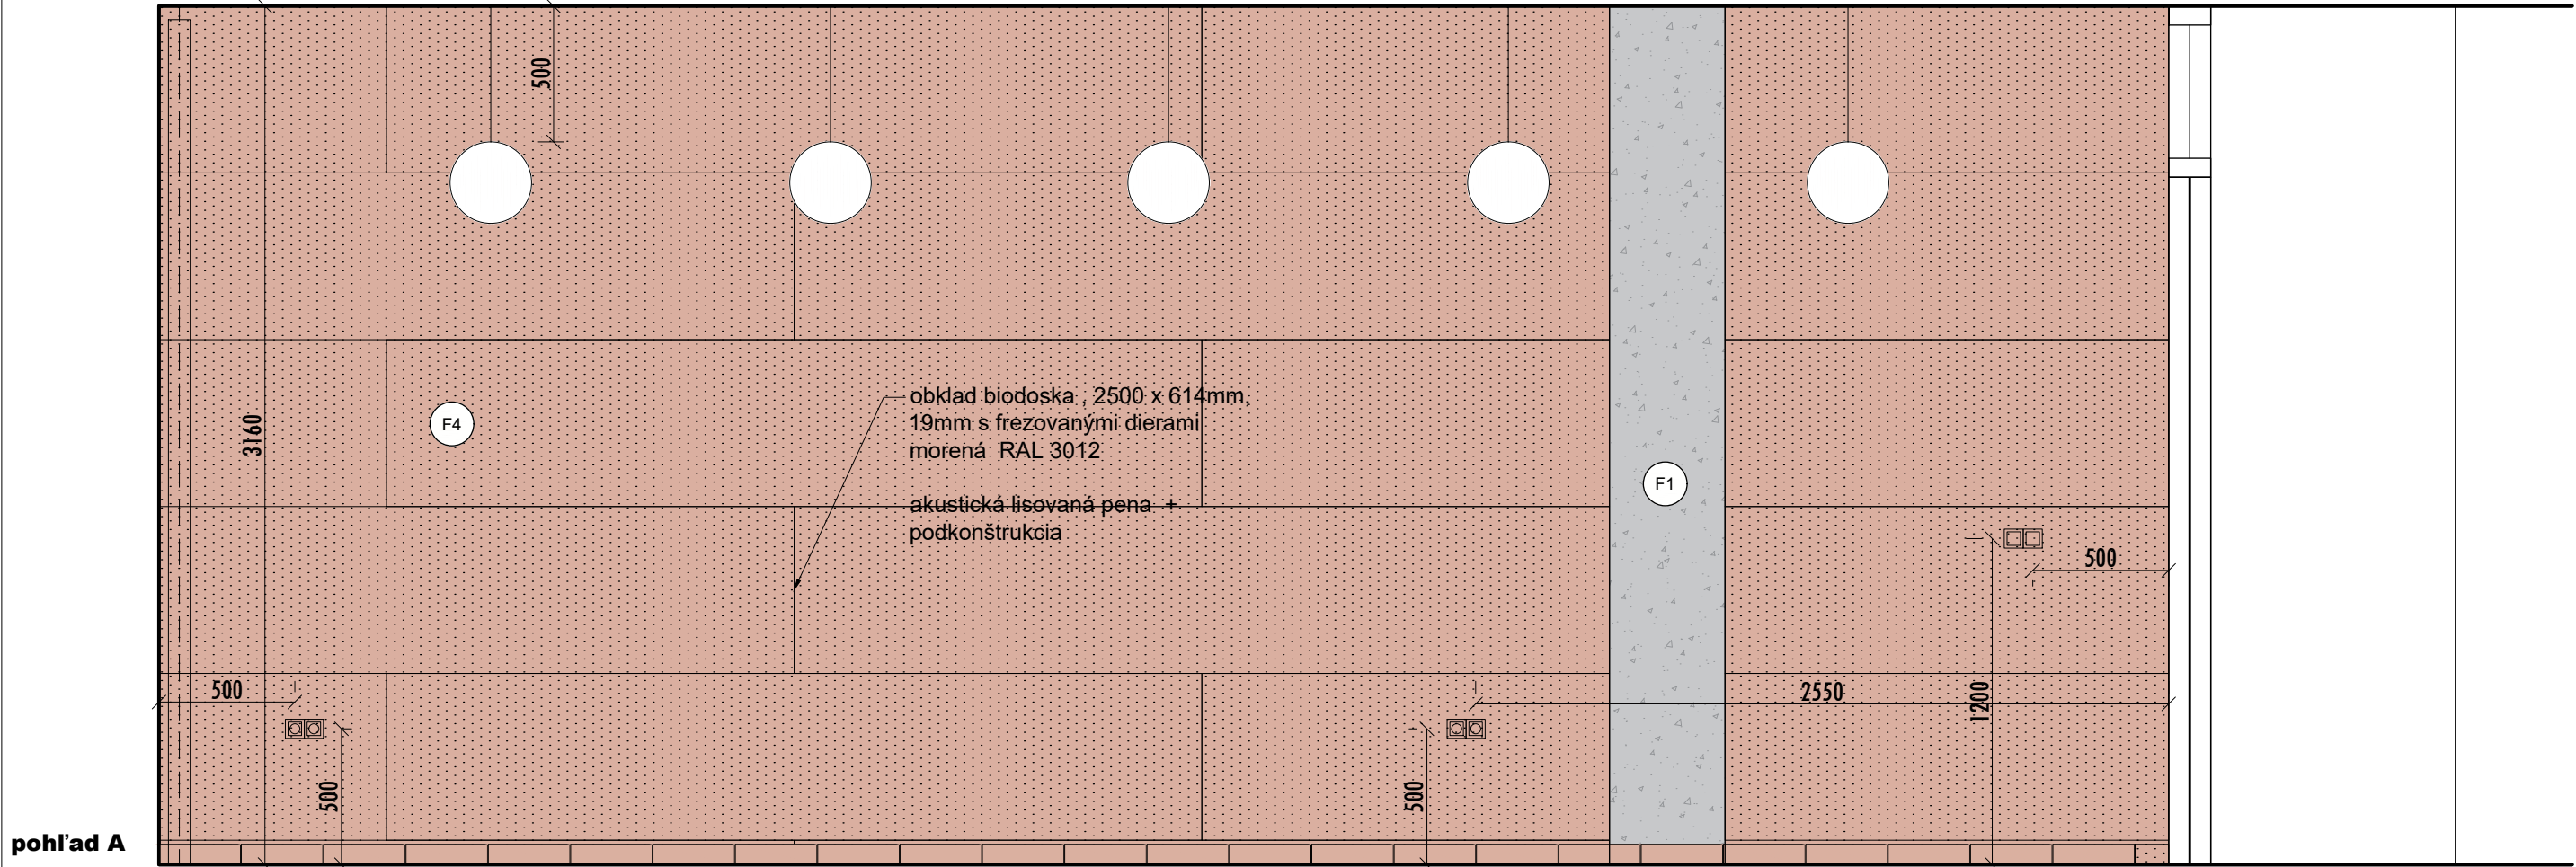 500
3160
obklad biodoska , 2500 x 614mm,
19mm s frezovanými dierami
morená  RAL 3012
akustická lisovaná pena  +
podkonštrukcia
F4
F1
500
500
2550
1200
500
500
pohľad A